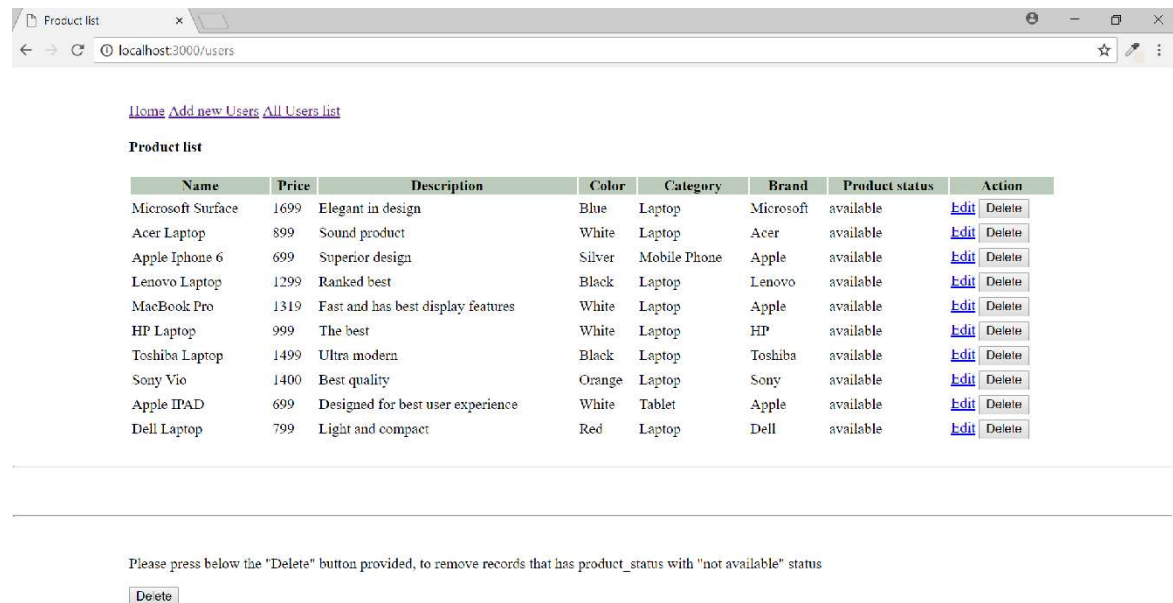 Product list
localhost:3000/users
Home Add new Users All Users list
Product list
Name Price Description Color Category Brand Product status Action
Microsoft Surface 1699 Elegant in design Blue Laptop Microsoft available Edit Delete
Acer Laptop 899 Sound product White Laptop Acer available Edit Delete
Apple Iphone 6 699 Superior design Silver Mobile Phone Apple available Edit Delete
Lenovo Laptop 1299 Ranked best Black Laptop Lenovo available Edit Delete
MacBook Pro 1319 Fast and has best display features White Laptop Apple available Edit Delete
HP Laptop 999 The best White Laptop HP available Edit Delete
Toshiba Laptop 1499 Ultra modern Black Laptop Toshiba available Edit Delete
Sony Vio 1400 Best quality Orange Laptop Sony available Edit Delete
Apple IPAD 699 Designed for best user experience White Tablet Apple available Edit Delete
Dell Laptop 799 Light and compact Red Laptop Dell available Edit Delete
Please press below the "Delete" button provided, to remove records that has product_status with "not available" status
Delete